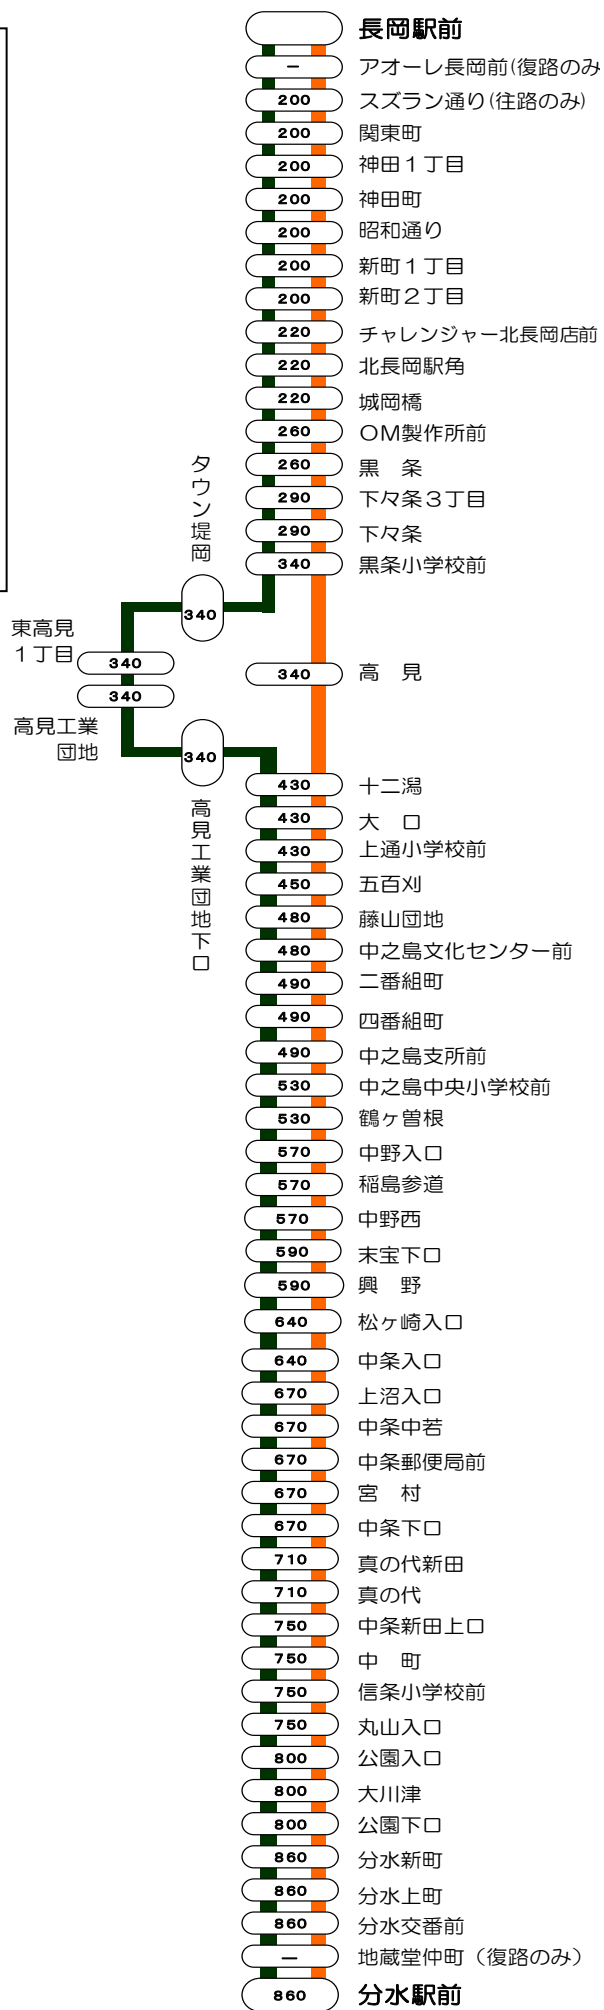 長岡駅前
－ アオーレ長岡前(復路のみ
200 スズラン通り(往路のみ)
200 関東町
200 神田１丁目
200 神田町
200 昭和通り
200 新町１丁目
200 新町２丁目
220 チャレンジャー北長岡店前
220 北長岡駅角
220 城岡橋
260 ＯＭ製作所前
260 黒　条
290 下々条３丁目
290 下々条
340 黒条小学校前
タウン堤岡
340
東高見
１丁目
340
340
高見工業
団地
340
高見工業団地下口
340 高　見
430 十二潟
430 大　口
430 上通小学校前
450 五百刈
480 藤山団地
480 中之島文化センター前
490 二番組町
490 四番組町
490 中之島支所前
530 中之島中央小学校前
530 鶴ヶ曽根
570 中野入口
570 稲島参道
570 中野西
590 末宝下口
590 興　野
640 松ヶ崎入口
640 中条入口
670 上沼入口
670 中条中若
670 中条郵便局前
670 宮　村
670 中条下口
710 真の代新田
710 真の代
750 中条新田上口
750 中　町
750 信条小学校前
750 丸山入口
800 公園入口
800 大川津
800 公園下口
860 分水新町
860 分水上町
860 分水交番前
－ 地蔵堂仲町（復路のみ）
860 分水駅前